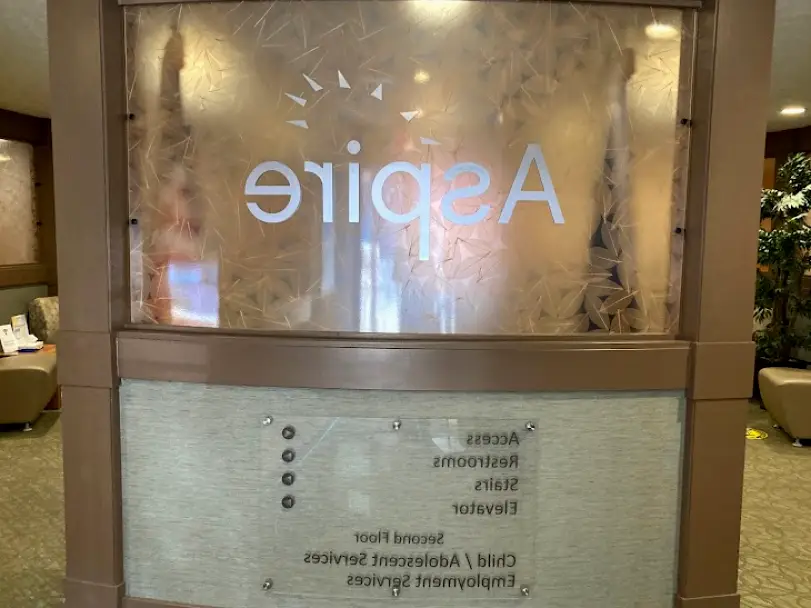 Aspire
Access
Restrooms
Stairs
Elevator
Second Floor
Child / Adolescent Services
Employment Services